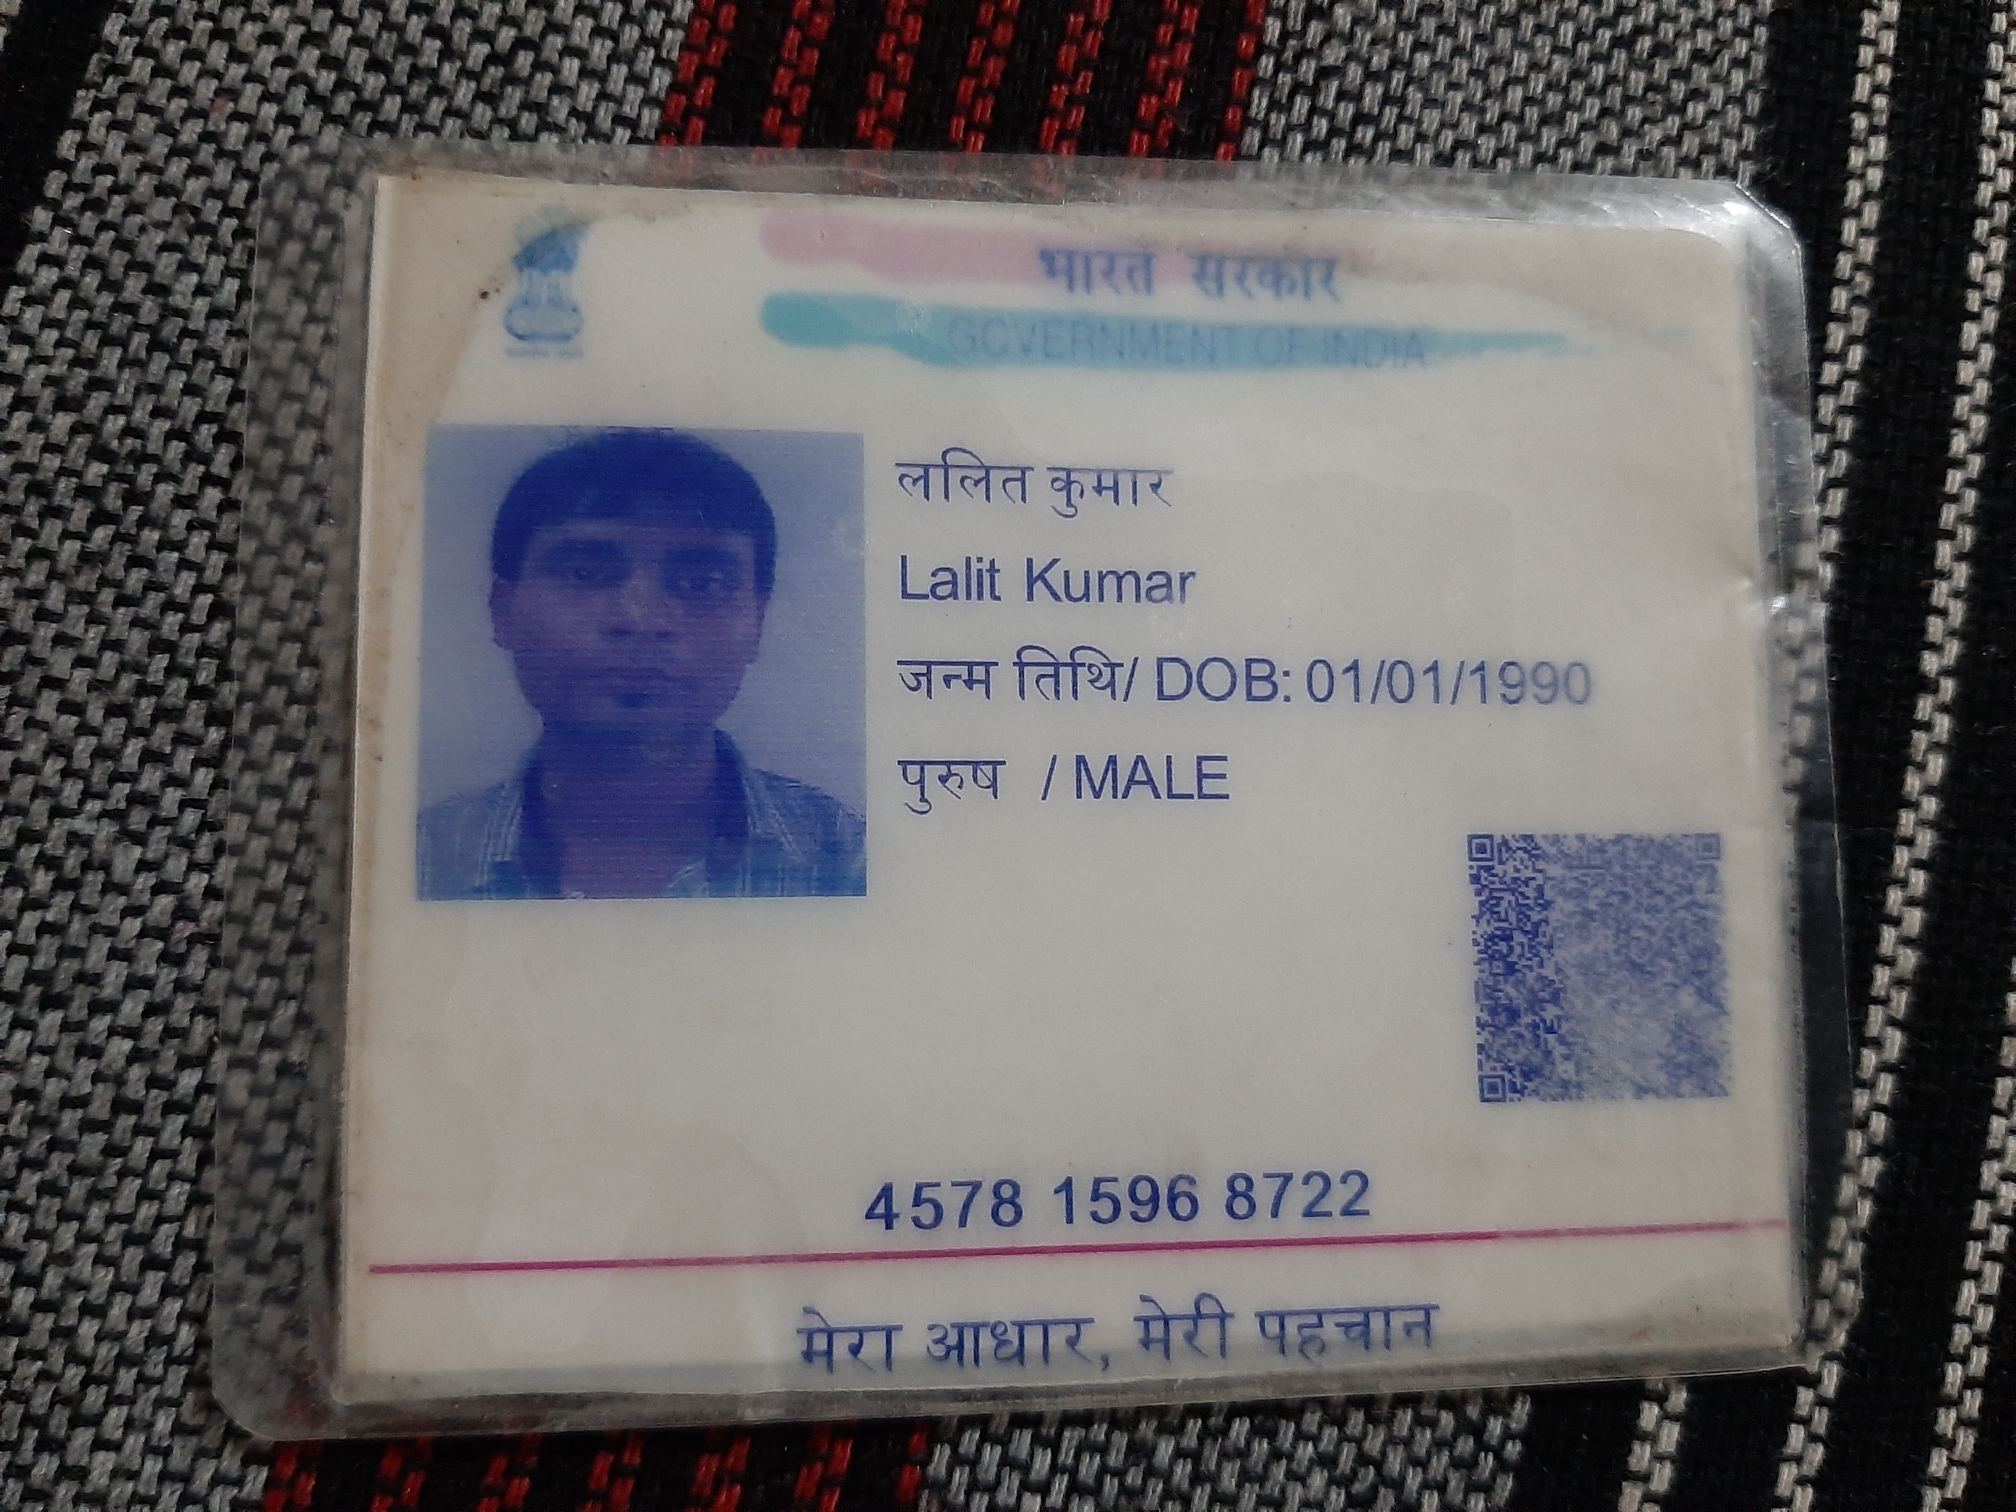 भारत सरकार
GOVERNMENT OF INDIA
ललित कुमार
Lalit Kumar
जन्म तिथि/ DOB: 01/01/1990
पुरुष / MALE
4578 1596 8722
मेरा आधार, मेरी पहचान